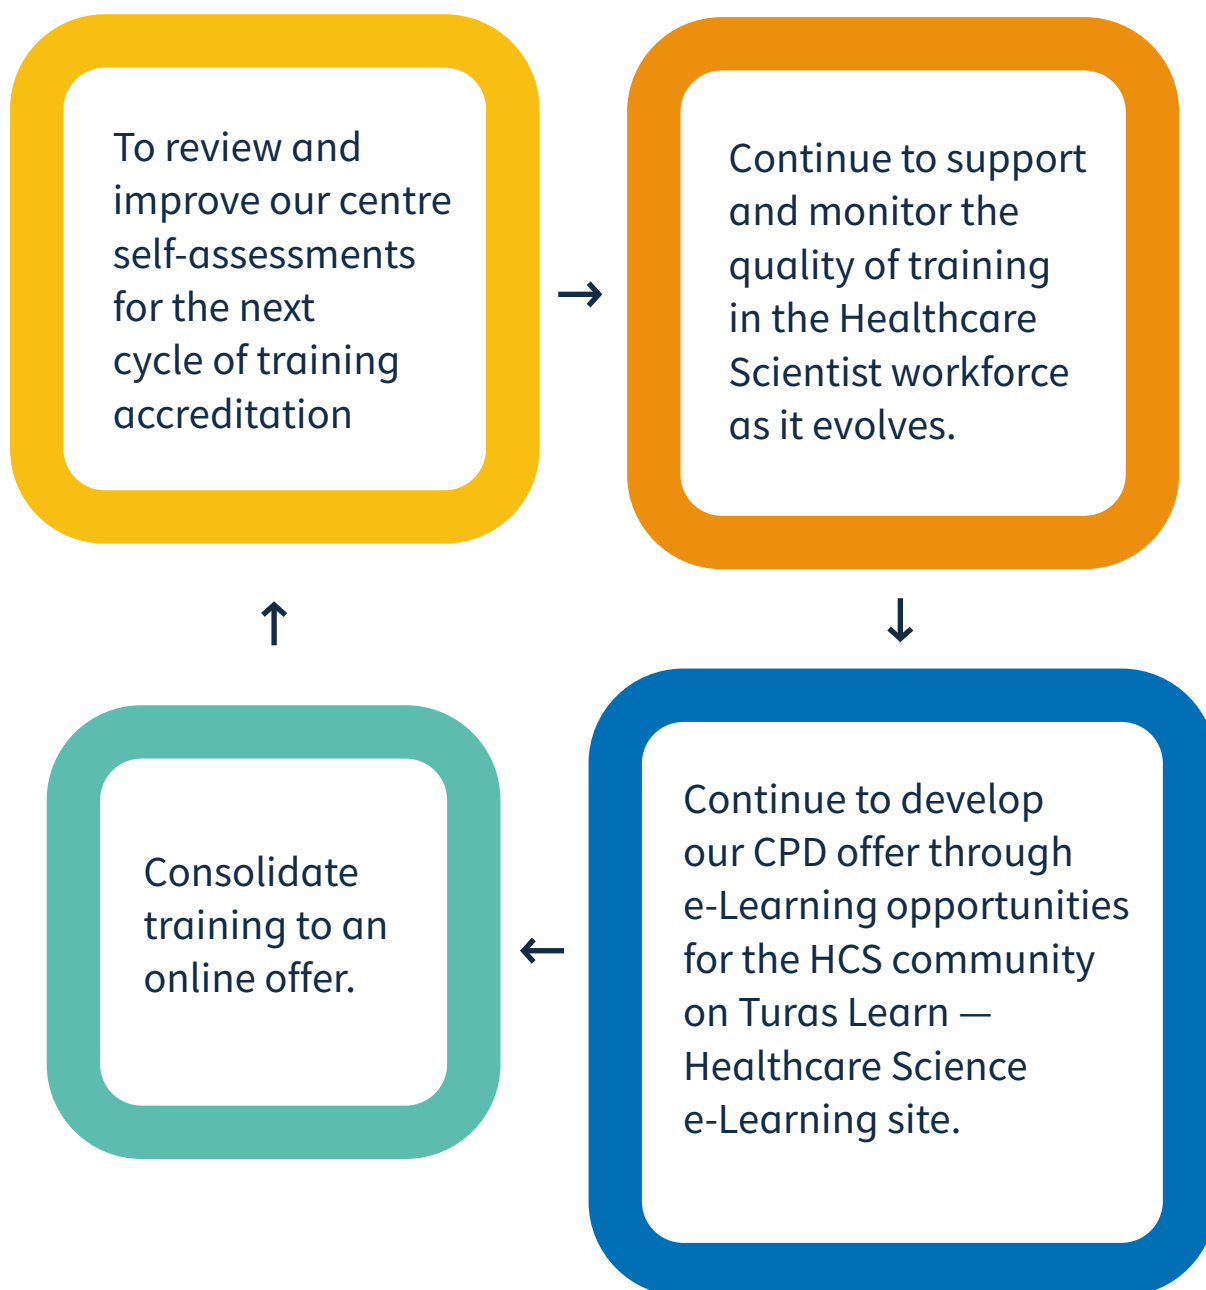 To review and
improve our centre
self-assessments
for the next
cycle of training
accreditation
→
Continue to support
and monitor the
quality of training
in the Healthcare
Scientist workforce
as it evolves.
↓
Continue to develop
our CPD offer through
e-Learning opportunities
for the HCS community
on Turas Learn —
Healthcare Science
e-Learning site.
←
Consolidate
training to an
online offer.
↑